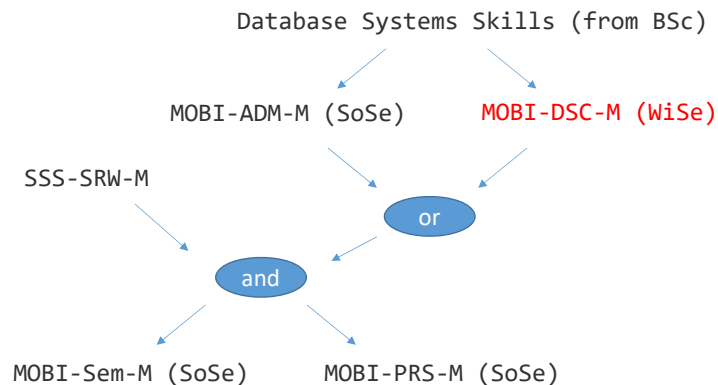 Database Systems Skills (from BSc)
MOBI-ADM-M (SoSe)
MOBI-DSC-M (WiSe)
SSS-SRW-M
or
and
MOBI-Sem-M (SoSe)
MOBI-PRS-M (SoSe)